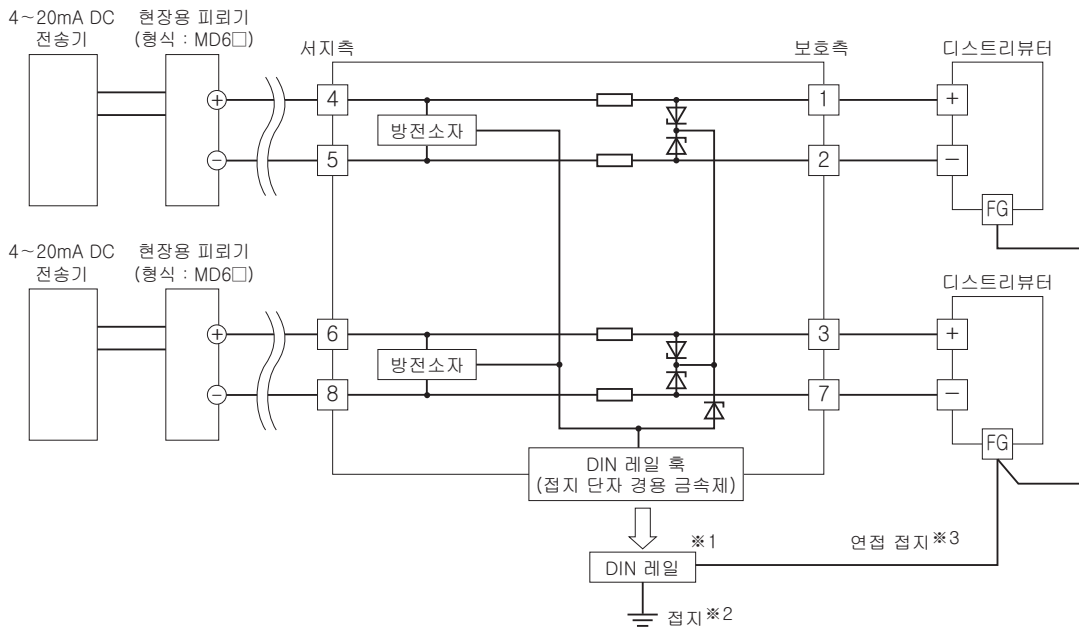 4~20mA DC
전송기
현장용 피뢰기
(형식 : MD6□)
서지측
보호측
디스트리뷰터
+
−
4
5
방전소자
1
2
+
−
FG
4~20mA DC
전송기
현장용 피뢰기
(형식 : MD6□)
디스트리뷰터
+
−
6
8
방전소자
3
7
+
−
FG
DIN 레일 훅
(접지 단자 겸용 금속제)
※1
연접 접지※3
DIN 레일
접지※2